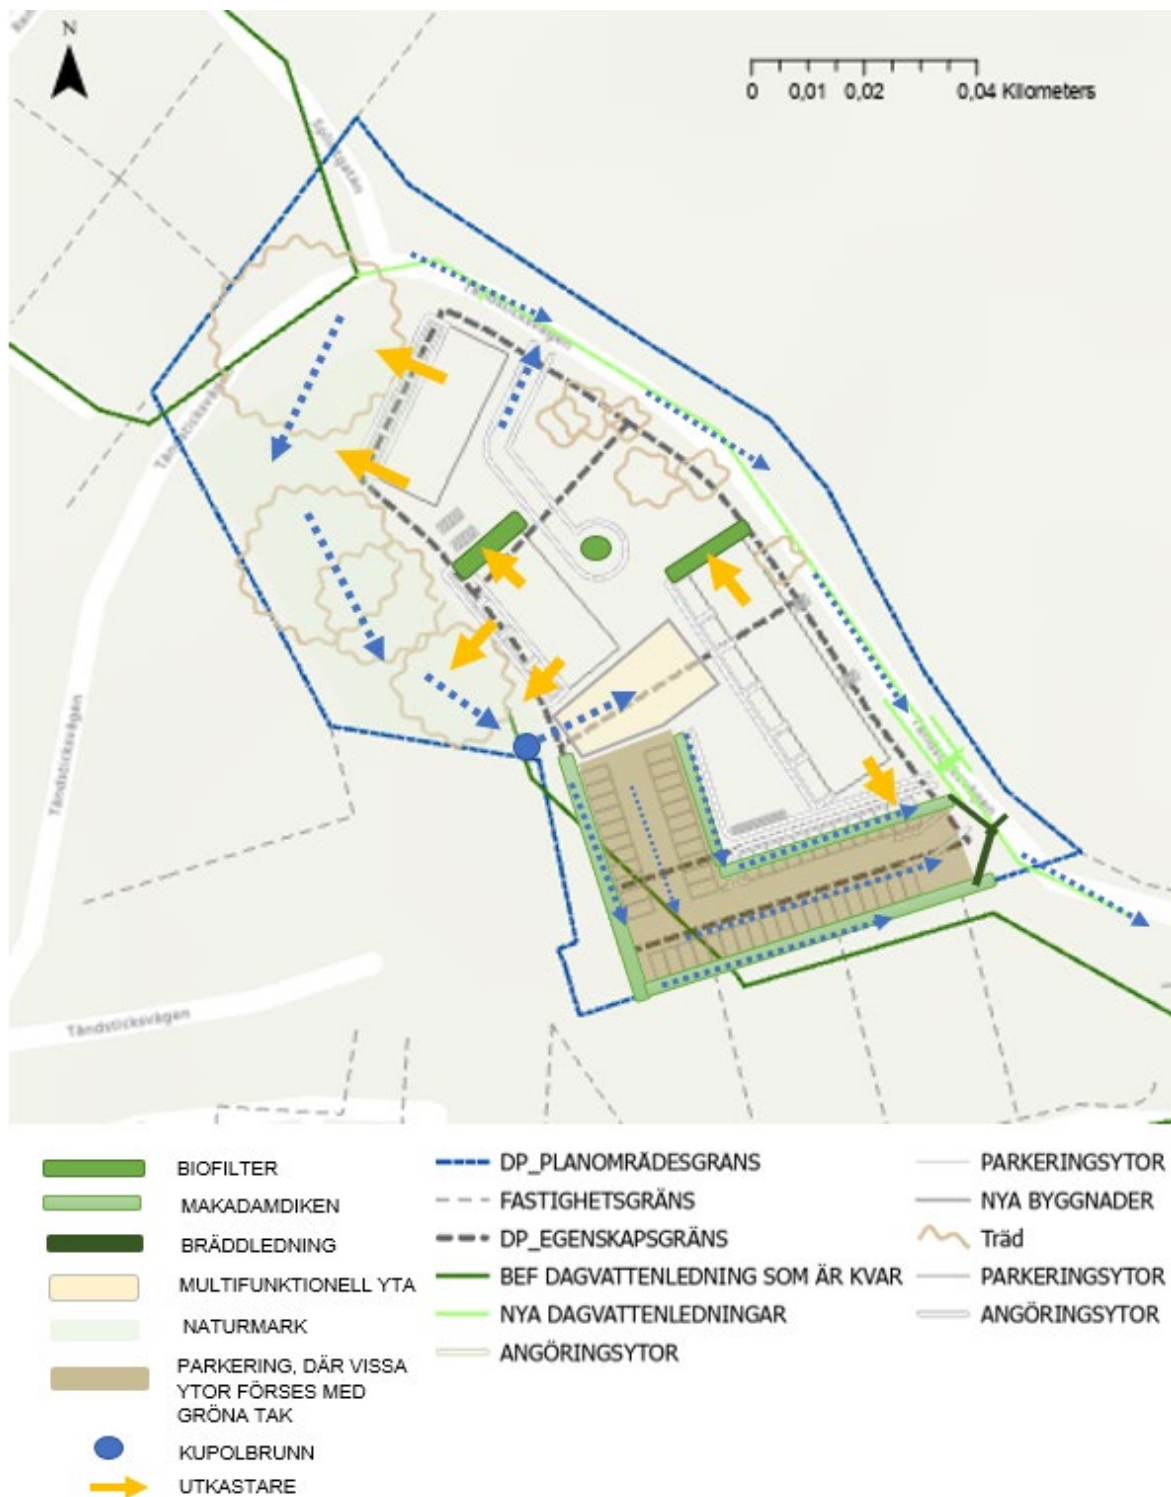 N
0 0,01 0,02 0,04 Kilometers
Tändsticksvägen
Tändsticksvägen
Tändsticksvägen
Tändsticksvägen
BIOFILTER
MAKADAMDIKEN
BRÄDDLEDNING
MULTIFUNKTIONELL YTA
NATURMARK
PARKERING, DÄR VISSA
YTOR FÖRSES MED
GRÖNA TAK
KUPOLBRUNN
UTKASTARE
DP_PLANOMRÅDESGRÄNS
FASTIGHETSGRÄNS
DP_EGENSKAPSGRÄNS
BEF DAGVATTENLEDNING SOM ÄR KVAR
NYA DAGVATTENLEDNINGAR
ANGÖRINGSYTOR
PARKERINGSYTOR
NYA BYGGNADER
Träd
PARKERINGSYTOR
ANGÖRINGSYTOR